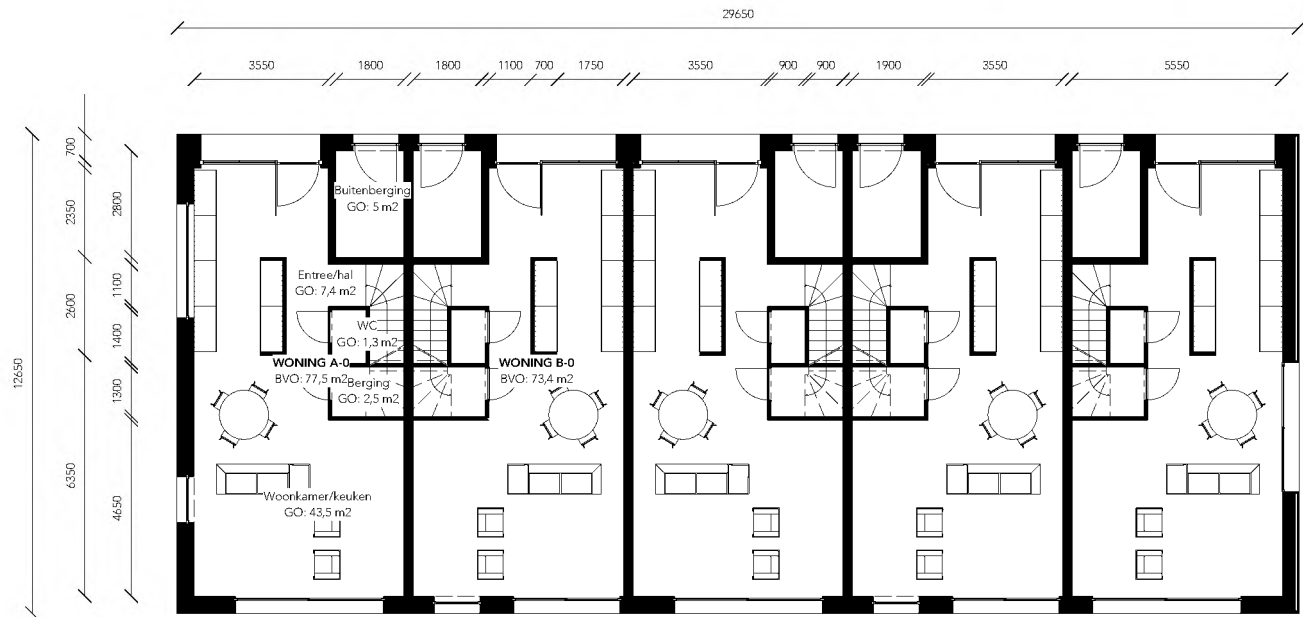 29650
3550
1800
1800
1100
700
1750
3550
900
900
1900
3550
5550
12650
700
2350
2600
6350
2800
1100
1400
1300
4650
Buitenberging
GO: 5 m2
Entree/hal
GO: 7,4 m2
WC
GO: 1,3 m2
WONING A-0
BVO: 77,5 m2
Berging
GO: 2,5 m2
WONING B-0
BVO: 73,4 m2
Woonkamer/keuken
GO: 43,5 m2